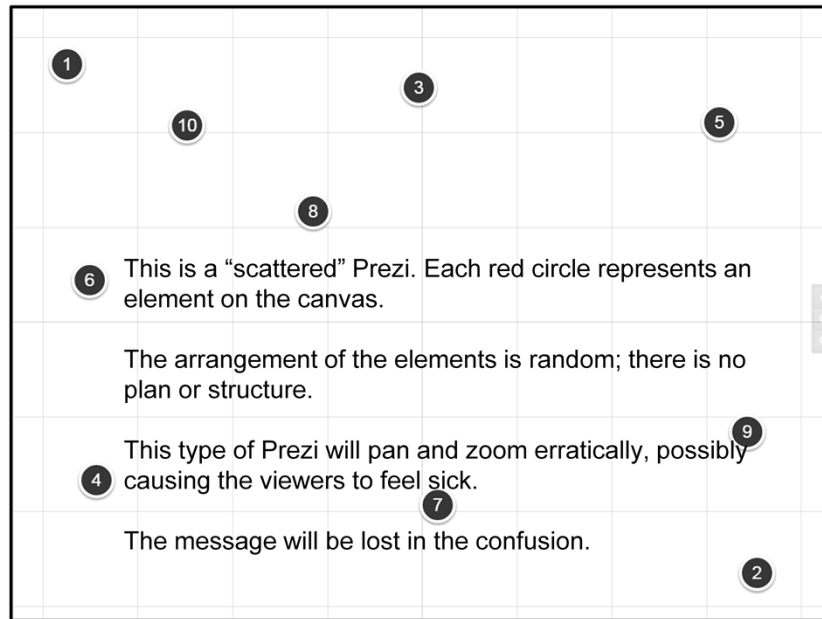 1
3
5
10
8
6
This is a “scattered” Prezi. Each red circle represents an
element on the canvas.
The arrangement of the elements is random; there is no
plan or structure.
9
This type of Prezi will pan and zoom erratically, possibly
4
causing the viewers to feel sick.
7
The message will be lost in the confusion.
2